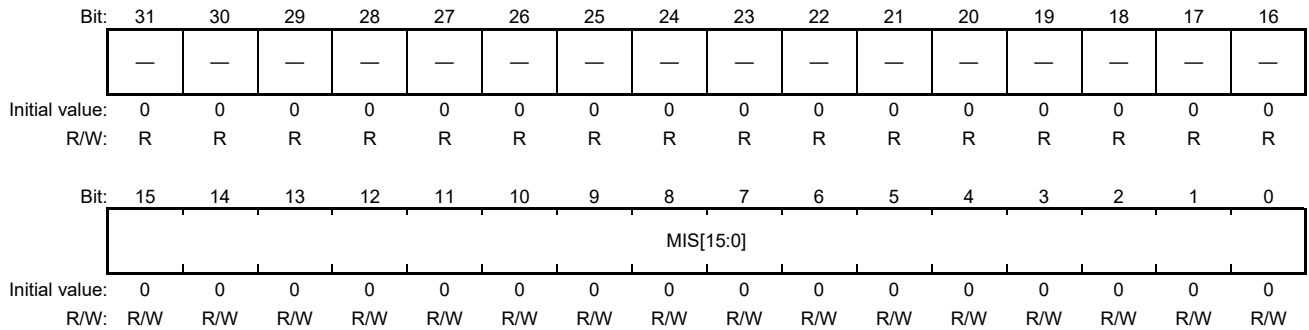 Bit: 31 30 29 28 27 26 25 24 23 22 21 20 19 18 17 16
— — — — — — — — — — — — — — — —
Initial value: 0 0 0 0 0 0 0 0 0 0 0 0 0 0 0 0
R/W: R R R R R R R R R R R R R R R R
Bit: 15 14 13 12 11 10 9 8 7 6 5 4 3 2 1 0
MIS[15:0]
Initial value: 0 0 0 0 0 0 0 0 0 0 0 0 0 0 0 0
R/W: R/W R/W R/W R/W R/W R/W R/W R/W R/W R/W R/W R/W R/W R/W R/W R/W